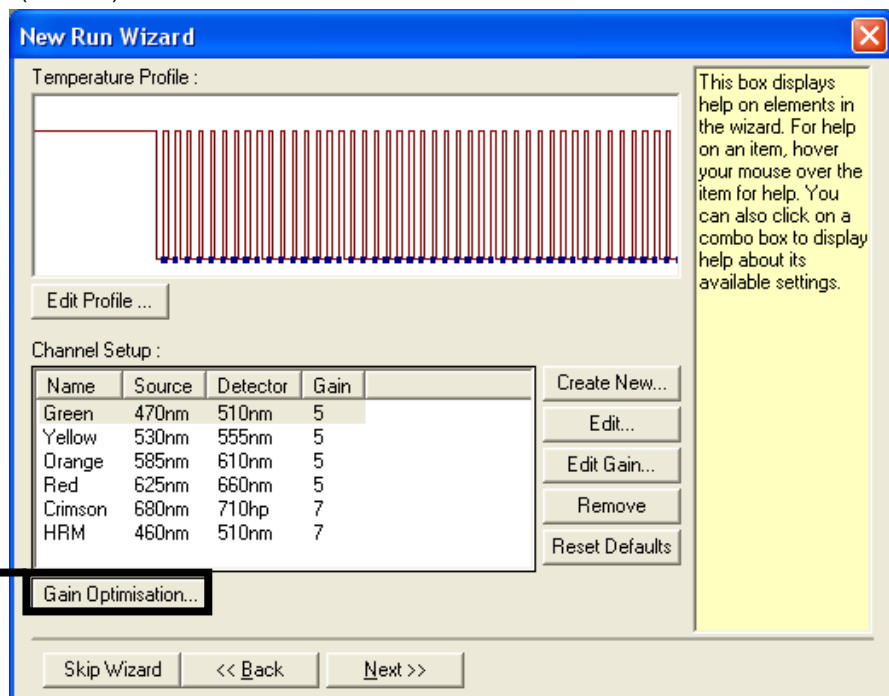 New Run Wizard
Temperature Profile :
This box displays
help on elements in
the wizard. For help
on an item, hover
your mouse over the
item for help. You
can also click on a
combo box to display
help about its
available settings.
Edit Profile ...
Channel Setup :
Name Source Detector Gain
Green 470nm 510nm 5
Yellow 530nm 555nm 5
Orange 585nm 610nm 5
Red 625nm 660nm 5
Crimson 680nm 710hp 7
HRM 460nm 510nm 7
Create New...
Edit...
Edit Gain...
Remove
Reset Defaults
Gain Optimisation...
Skip Wizard << Back Next >>